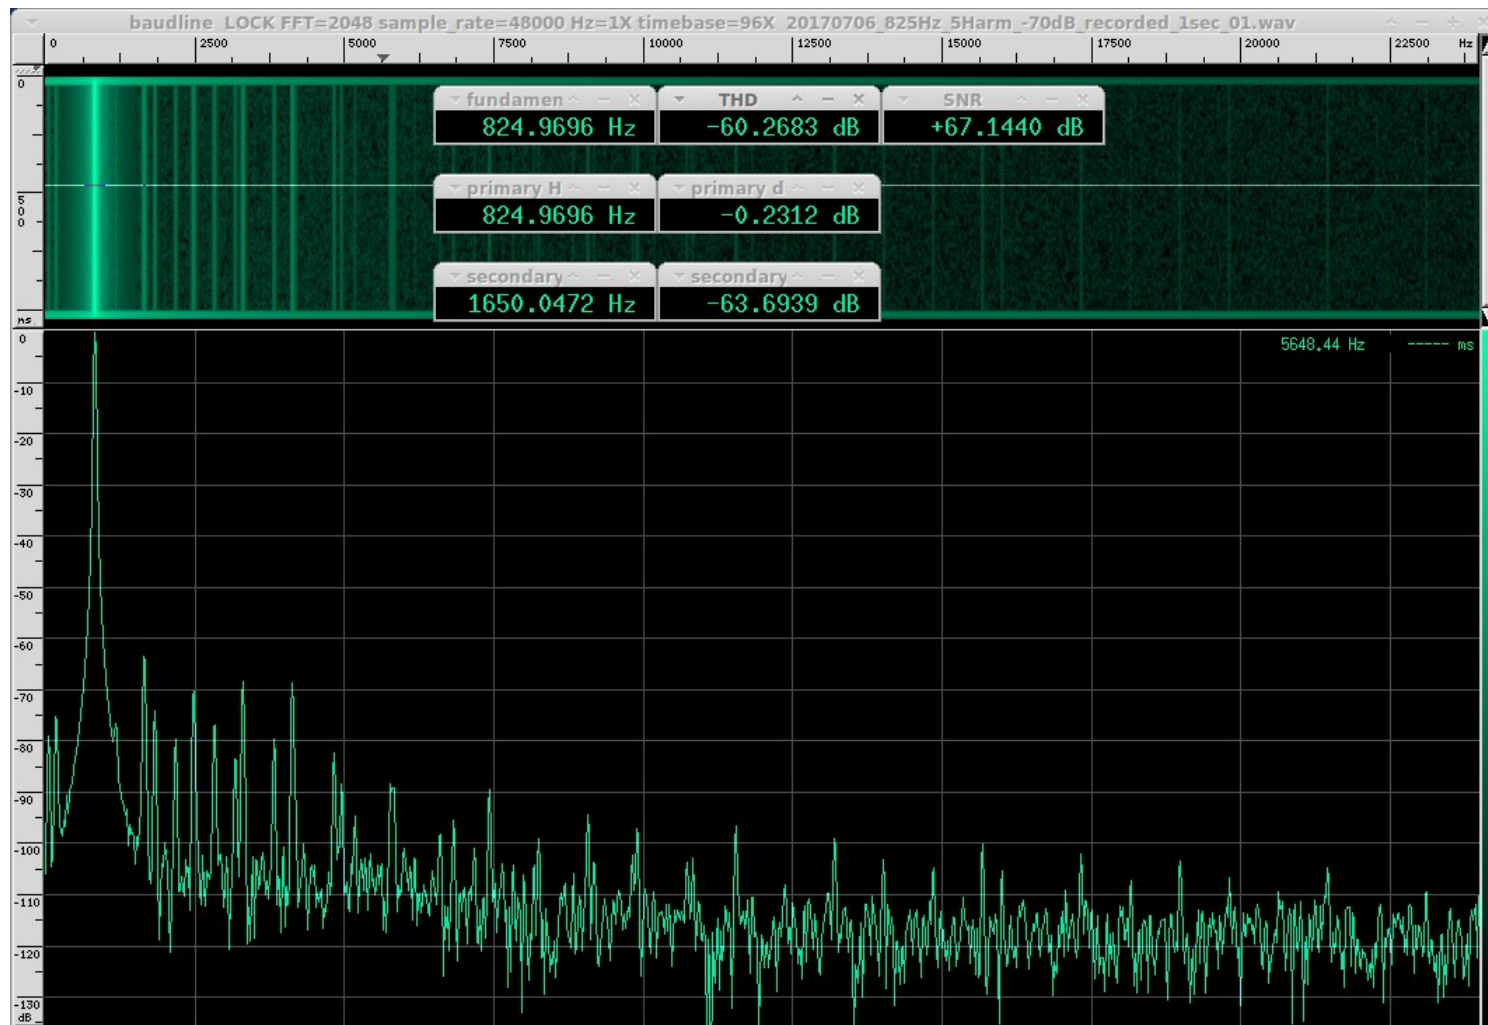 baudline LOCK FFT=2048 sample_rate=48000 Hz=1X timebase=96X 20170706_825Hz_5Harm_-70dB_recorded_1sec_01.wav
0 2500 5000 7500 10000 12500 15000 17500 20000 22500 Hz
0
500
ms.
fundamen
824.9696 Hz
THD
-60.2683 dB
SNR
+67.1440 dB
primary H
824.9696 Hz
primary d
-0.2312 dB
secondary
1650.0472 Hz
secondary
-63.6939 dB
5648.44 Hz ----- ms
0
-10
-20
-30
-40
-50
-60
-70
-80
-90
-100
-110
-120
-130
dB